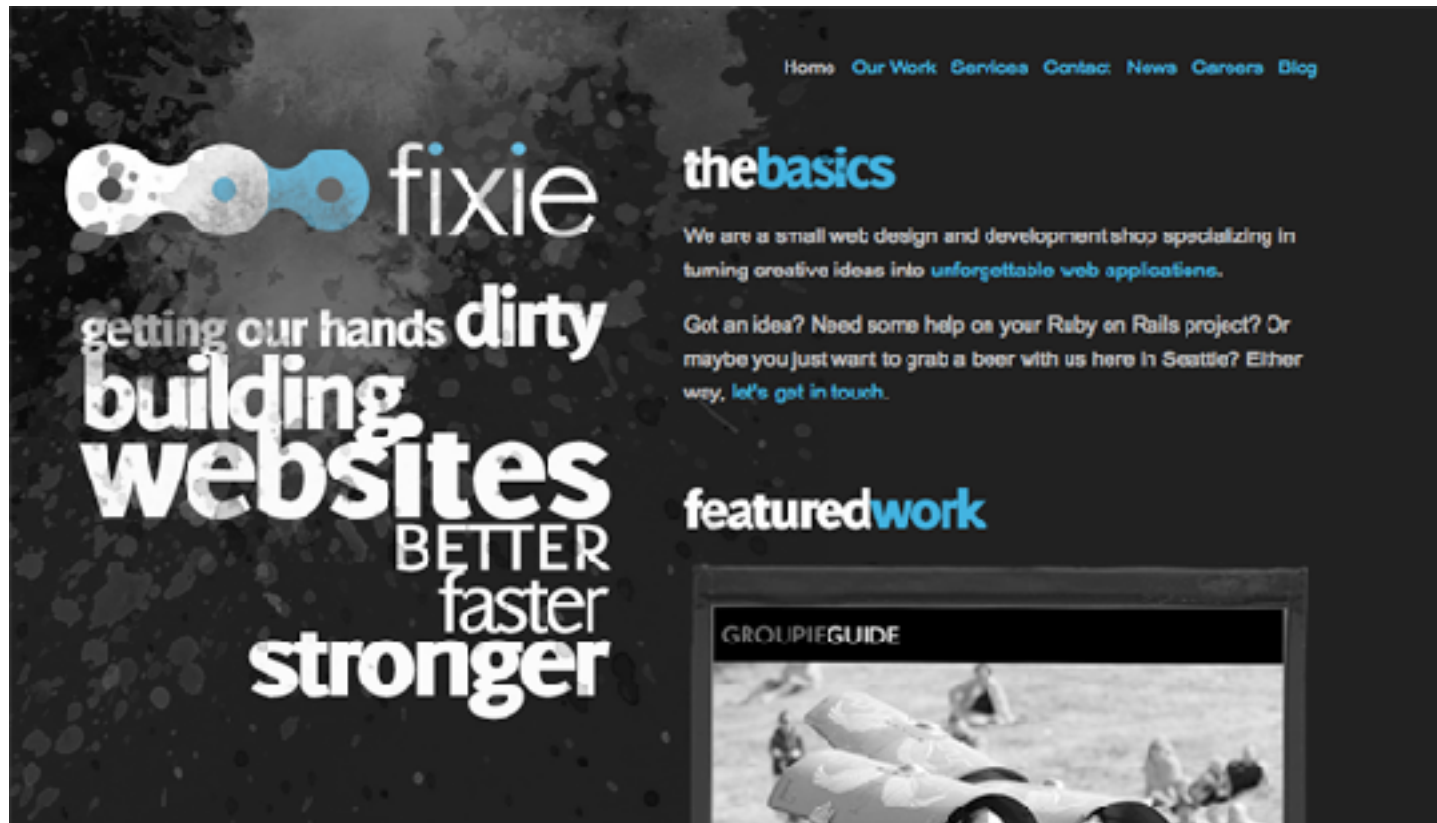 Home Our Work Services Contact News Careers Blog
fixie
getting our hands dirty
building
websites
BETTER
faster
stronger
thebasics
We are a small web design and development shop specializing in
turning creative ideas into unforgettable web applications.
Got an idea? Need some help on your Ruby on Rails project? Or
maybe you just want to grab a beer with us here in Seattle? Either
way, let's get in touch.
featuredwork
GROUPIEGUIDE